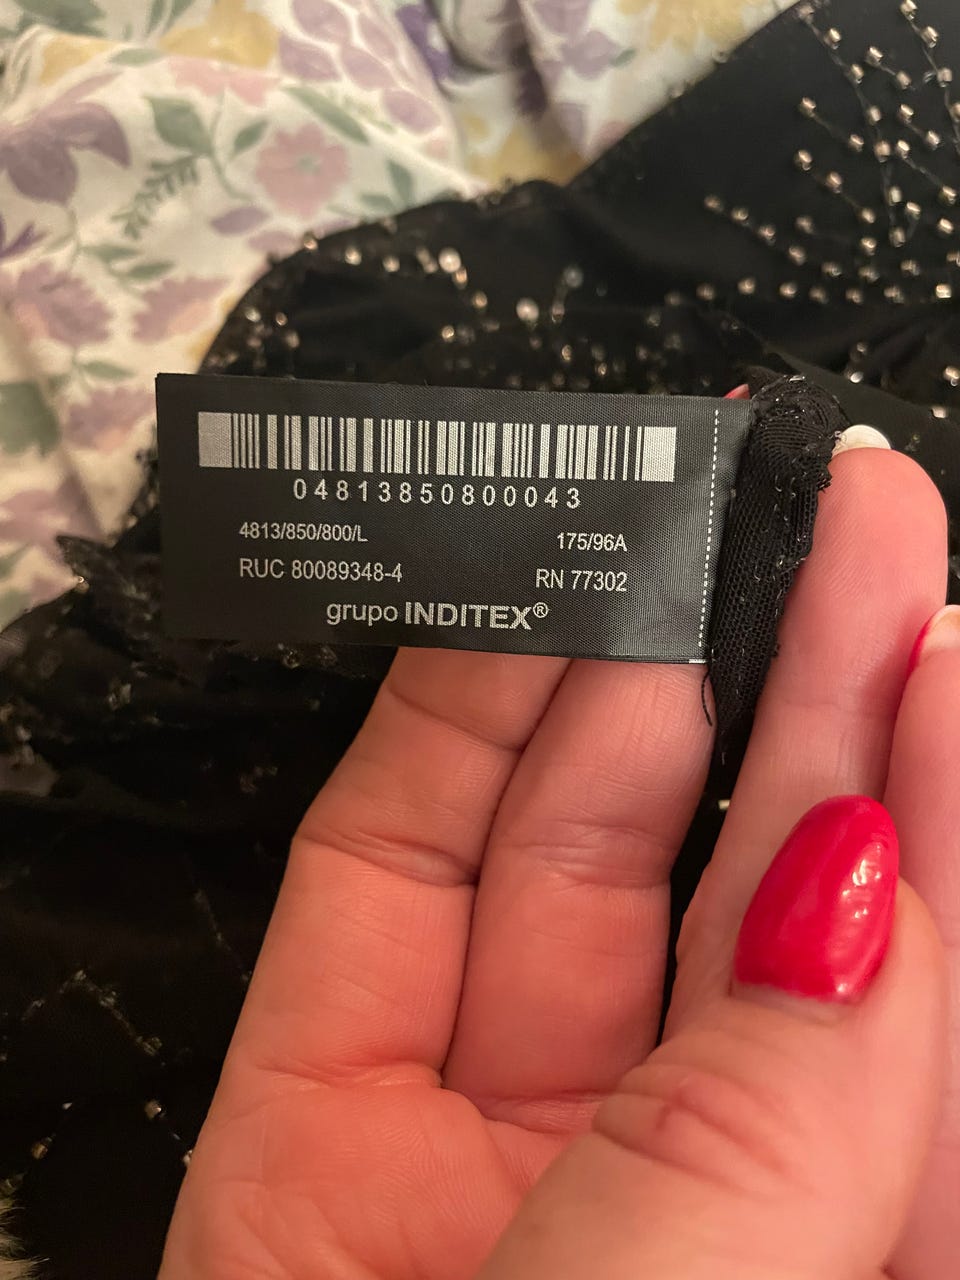 04813850800043
4813/850/800/L 175/96A
RUC 80089348-4 RN 77302
grupo INDITEX®